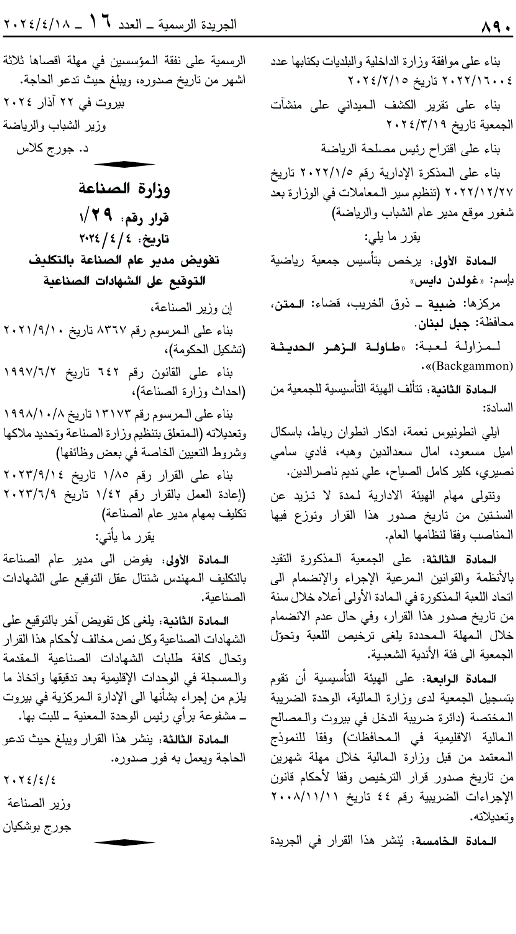 ٨٩٠
الجريدة الرسمية ــ العدد ١٦ ــ ٢٠٢٤/٤/١٨
بناء على موافقة وزارة الداخلية والبلديات بكتابها عدد
٢٠٢٢/١٦٠٠٤ تاريخ ٢٠٢٤/٢/١٥
بناء على تقرير الكشف الميداني على منشآت
الجمعية تاريخ ٢٠٢٤/٣/١٩
بناء على اقتراح رئيس مصلحة الرياضة
بناء على المذكرة الإدارية رقم ٢٠٢٢/١/٥ تاريخ
٢٠٢٢/١٢/٢٧ (تنظيم سير المعاملات في الوزارة بعد
شغور موقع مدير عام الشباب والرياضة)
يقرر ما يلي:
المادة الأولى: يرخص بتأسيس جمعية رياضية
بإسم: «غولدن دايس»
مركزها: ضبية ــ ذوق الخريب، قضاء: المتن،
محافظة: جبل لبنان.
لمزاولة لعبة: «طاولة الزهر الحديثة
(Backgammon)».
المادة الثانية: تتألف الهيئة التأسيسية للجمعية من
السادة:
ايلي انطونيوس نعمة، ادكار انطوان رباط، باسكال
اميل مسعود، امال سعدالدين وهبه، فادي سامي
نصيري، كلير كامل الصياح، علي نديم ناصرالدين.
وتتولى مهام الهيئة الادارية لمدة لا تزيد عن
السنتين من تاريخ صدور هذا القرار وتوزع فيها
المناصب وفقا لنظامها العام.
المادة الثالثة: على الجمعية المذكورة التقيد
بالأنظمة والقوانين المرعية الإجراء والإنضمام الى
اتحاد اللعبة المذكورة في المادة الأولى أعلاه خلال سنة
من تاريخ صدور هذا القرار، وفي حال عدم الانضمام
خلال المهلة المحددة يلغى ترخيص اللعبة وتحوّل
الجمعية الى فئة الأندية الشعبية.
المادة الرابعة: على الهيئة التأسيسية أن تقوم
بتسجيل الجمعية لدى وزارة المالية، الوحدة الضريبة
المختصة (دائرة ضريبة الدخل في بيروت والمصالح
المالية الاقليمية في المحافظات) وفقا للنموذج
المعتمد من قبل وزارة المالية خلال مهلة شهرين
من تاريخ صدور قرار الترخيص وفقا لأحكام قانون
الإجراءات الضريبية رقم ٤٤ تاريخ ٢٠٠٨/١١/١١
وتعديلاته.
المادة الخامسة: يُنشر هذا القرار في الجريدة
الرسمية على نفقة المؤسسين في مهلة اقصاها ثلاثة
اشهر من تاريخ صدوره، ويبلغ حيث تدعو الحاجة.
بيروت في ٢٢ آذار ٢٠٢٤
وزير الشباب والرياضة
د. جورج كلاس
وزارة الصناعة
قرار رقم: ١/٢٩
تاريخ: ٢٠٢٤/٤/٤
تفويض مدير عام الصناعة بالتكليف
التوقيع على الشهادات الصناعية
إن وزير الصناعة،
بناء على المرسوم رقم ٨٣٦٧ تاريخ ٢٠٢١/٩/١٠
(تشكيل الحكومة)،
بناء على القانون رقم ٦٤٢ تاريخ ١٩٩٧/٦/٢
(احداث وزارة الصناعة)،
بناء على المرسوم رقم ١٣١٧٣ تاريخ ١٩٩٨/١٠/٨
وتعديلاته (المتعلق بتنظيم وزارة الصناعة وتحديد ملاكها
وشروط التعيين الخاصة في بعض وظائفها)
بناء على القرار رقم ١/٨٥ تاريخ ٢٠٢٣/٩/١٤
(إعادة العمل بالقرار رقم ١/٤٢ تاريخ ٢٠٢٣/٦/٩
تكليف بمهام مدير عام الصناعة)
يقرر ما يأتي:
المادة الأولى: يفوض الى مدير عام الصناعة
بالتكليف المهندس شنتال عقل التوقيع على الشهادات
الصناعية.
المادة الثانية: يلغى كل تفويض آخر بالتوقيع على
الشهادات الصناعية وكل نص مخالف لأحكام هذا القرار
وتحال كافة طلبات الشهادات الصناعية المقدمة
والمسجلة في الوحدات الإقليمية بعد تدقيقها واتخاذ ما
يلزم من إجراء بشأنها الى الإدارة المركزية في بيروت
ــ مشفوعة برأي رئيس الوحدة المعنية ــ للبت بها.
المادة الثالثة: ينشر هذا القرار ويبلغ حيث تدعو
الحاجة ويعمل به فور صدوره.
٢٠٢٤/٤/٤
وزير الصناعة
جورج بوشكيان